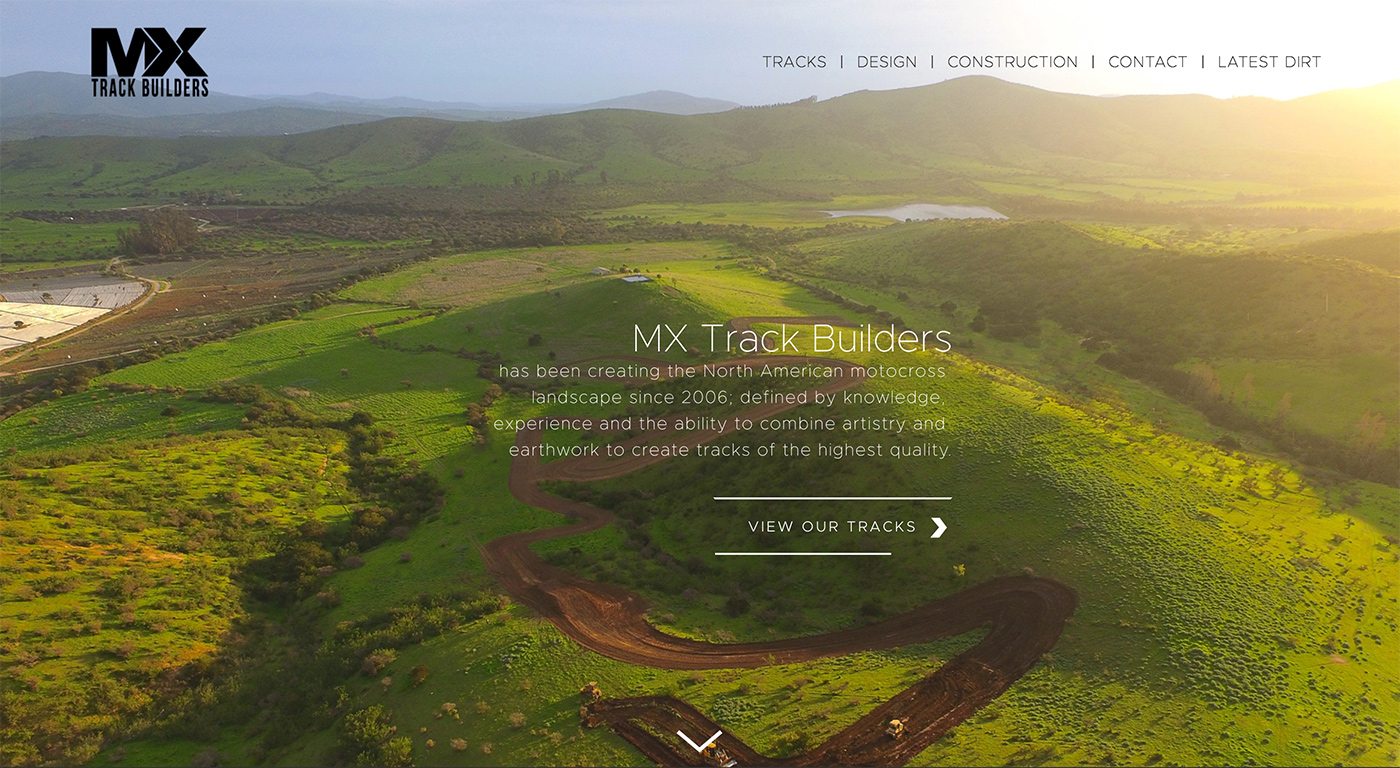 MX
TRACK BUILDERS
TRACKS | DESIGN | CONSTRUCTION | CONTACT | LATEST DIRT
MX Track Builders
has been creating the North American motocross
landscape since 2006; defined by knowledge,
experience and the ability to combine artistry and
earthwork to create tracks of the highest quality.
VIEW OUR TRACKS